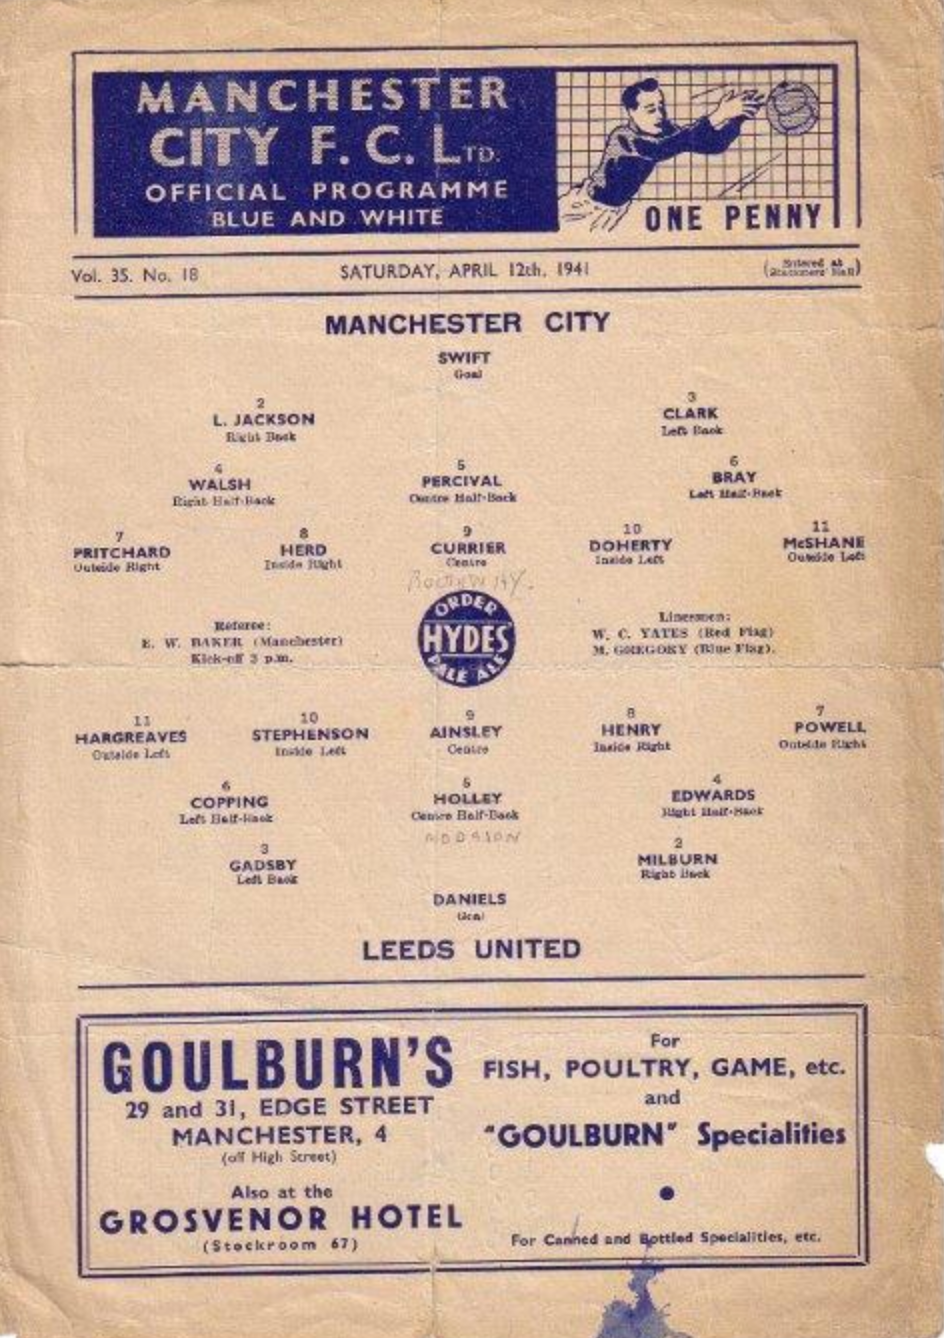 MANCHESTER
CITY F. C. LTD.
OFFICIAL PROGRAMME
BLUE AND WHITE
ONE PENNY
Vol. 35. No. 18 SATURDAY, APRIL 12th, 1941 (Entered at Stationers Hall)
MANCHESTER CITY
SWIFT
Goal
2 3
L. JACKSON CLARK
Right Back Left Back
4 5 6
WALSH PERCIVAL BRAY
Right Half-Back Centre Half-Back Left Half-Back
7 8 9 10 11
PRITCHARD HERD CURRIER DOHERTY McSHANE
Outside Right Inside Right Centre Inside Left Outside Left
Referee: Linesmen:
E. W. BAKER (Manchester) W. C. YATES (Red Flag)
Kick-off 3 p.m. M. GREGORY (Blue Flag).
ORDER
HYDES
PALE ALE
11 10 9 8 7
HARGREAVES STEPHENSON AINSLEY HENRY POWELL
Outside Left Inside Left Centre Inside Right Outside Right
6 5 4
COPPING HOLLEY EDWARDS
Left Half-Back Centre Half-Back Right Half-Back
3 2
GADSBY MILBURN
Left Back Right Back
DANIELS
Goal
LEEDS UNITED
GOULBURN'S
29 and 31, EDGE STREET
MANCHESTER, 4
(off High Street)
Also at the
GROSVENOR HOTEL
(Stockroom 67)
For
FISH, POULTRY, GAME, etc.
and
"GOULBURN" Specialities
For Canned and Bottled Specialities, etc.